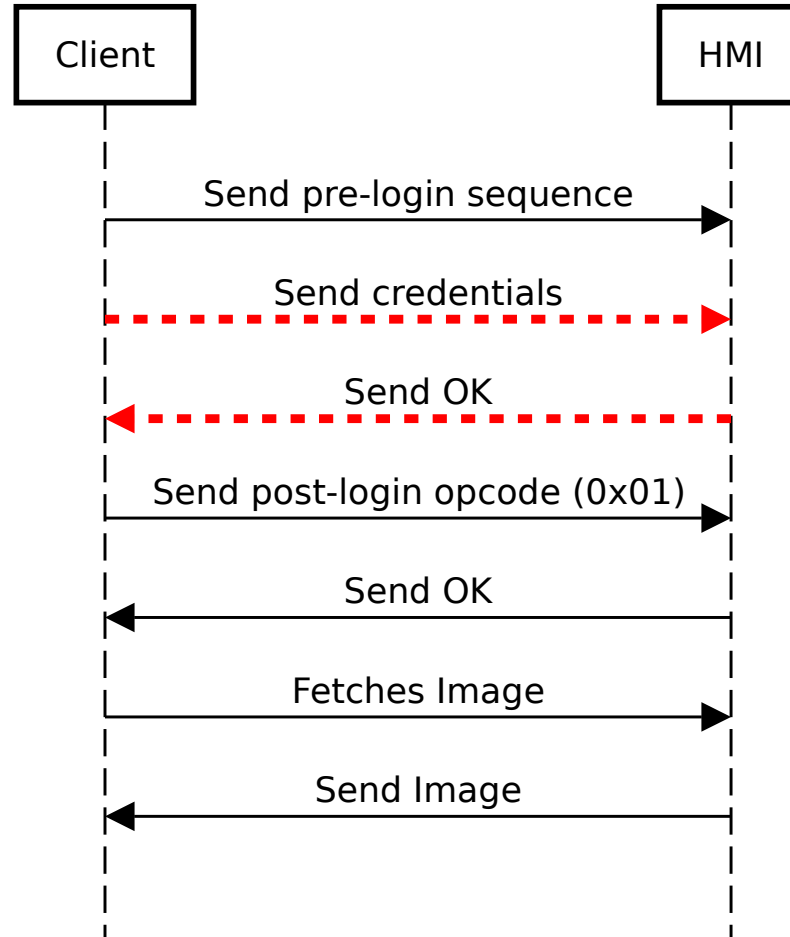 Client
HMI
Send pre-login sequence
Send credentials
Send OK
Send post-login opcode (0x01)
Send OK
Fetches Image
Send Image